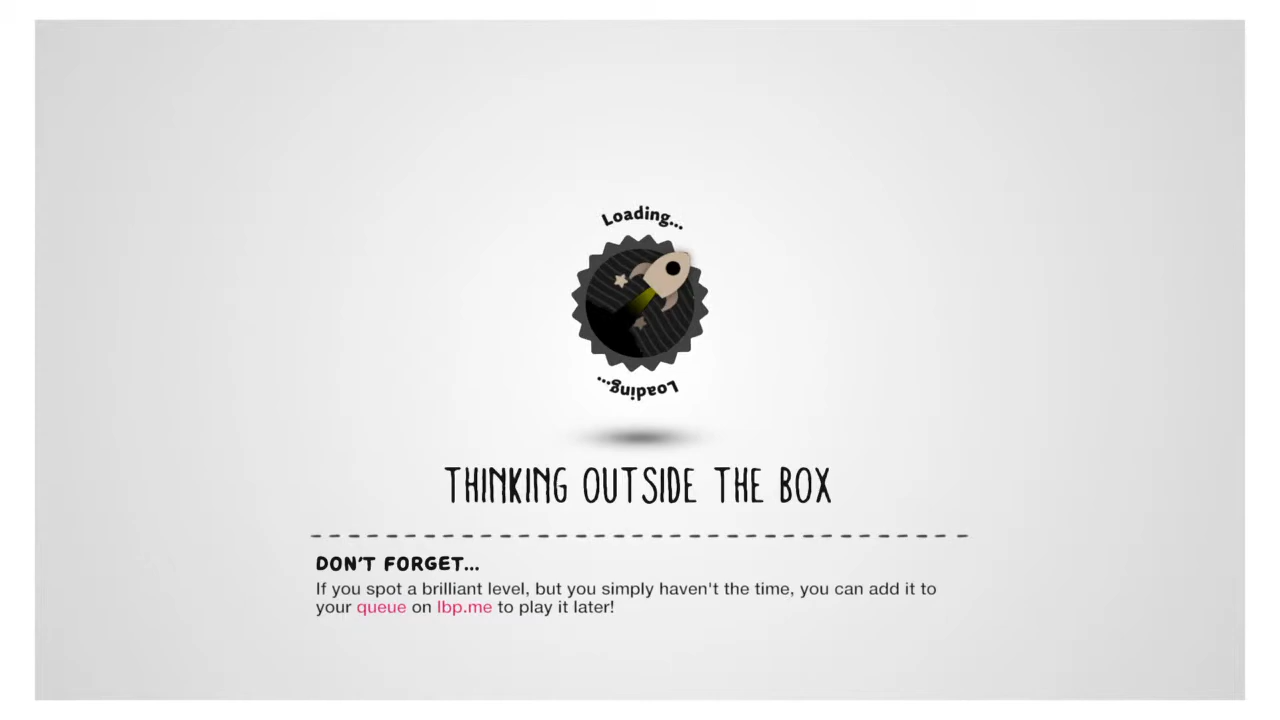 Loading...
Loading...
THINKING OUTSIDE THE BOX
DON'T FORGET...
If you spot a brilliant level, but you simply haven't the time, you can add it to
your queue on lbp.me to play it later!